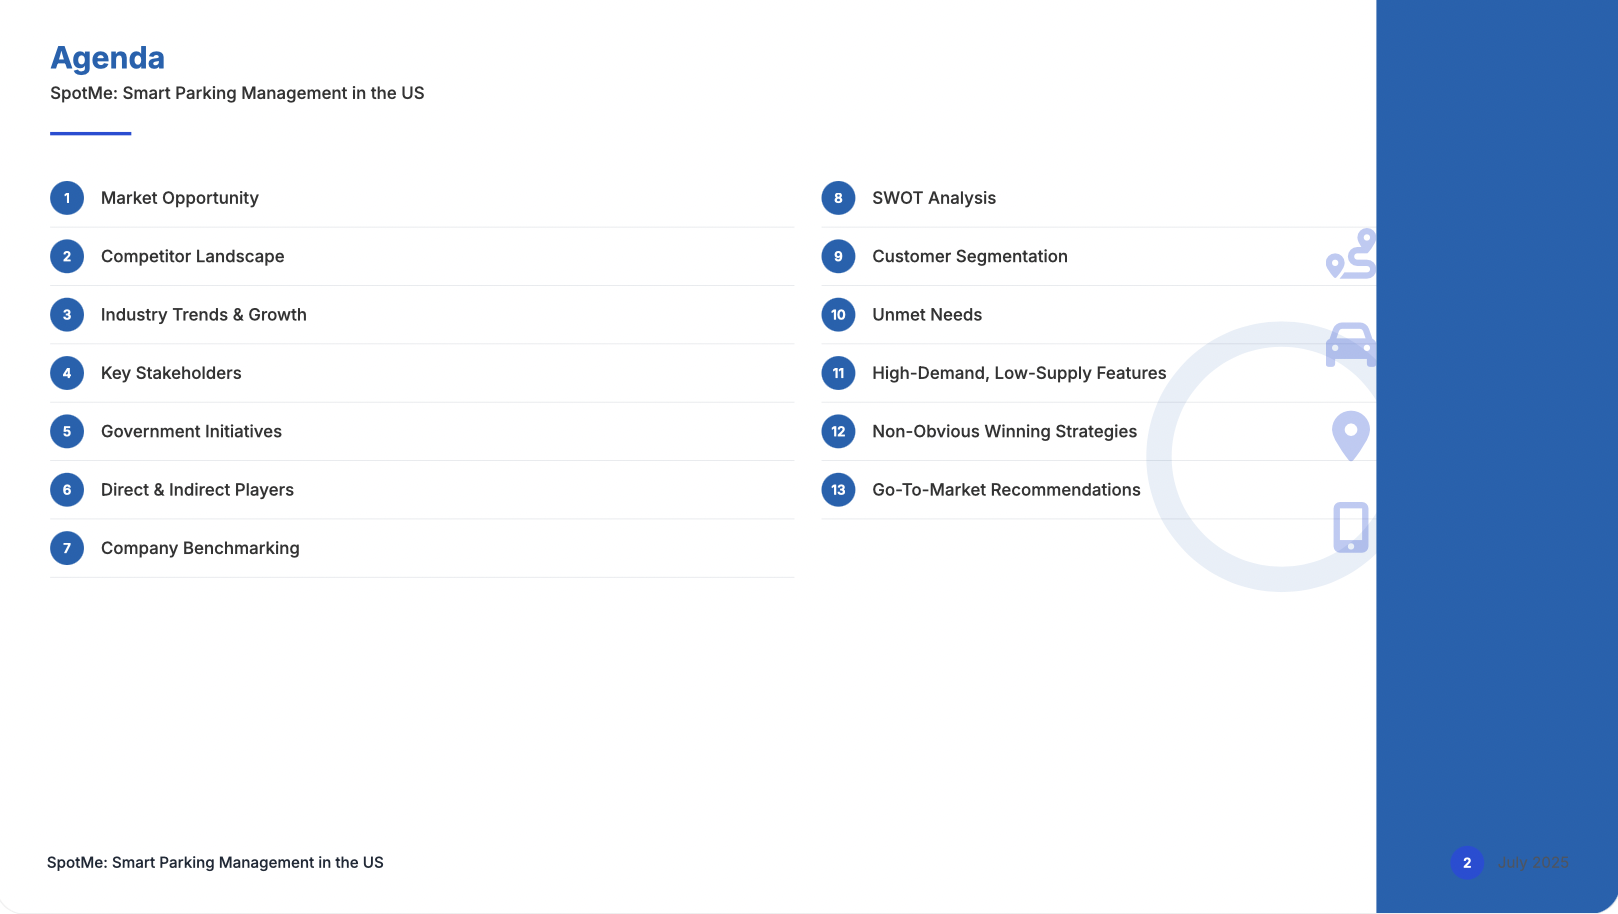 Agenda
SpotMe: Smart Parking Management in the US
1 Market Opportunity
2 Competitor Landscape
3 Industry Trends & Growth
4 Key Stakeholders
5 Government Initiatives
6 Direct & Indirect Players
7 Company Benchmarking
8 SWOT Analysis
9 Customer Segmentation
10 Unmet Needs
11 High-Demand, Low-Supply Features
12 Non-Obvious Winning Strategies
13 Go-To-Market Recommendations
SpotMe: Smart Parking Management in the US
2 July 2025